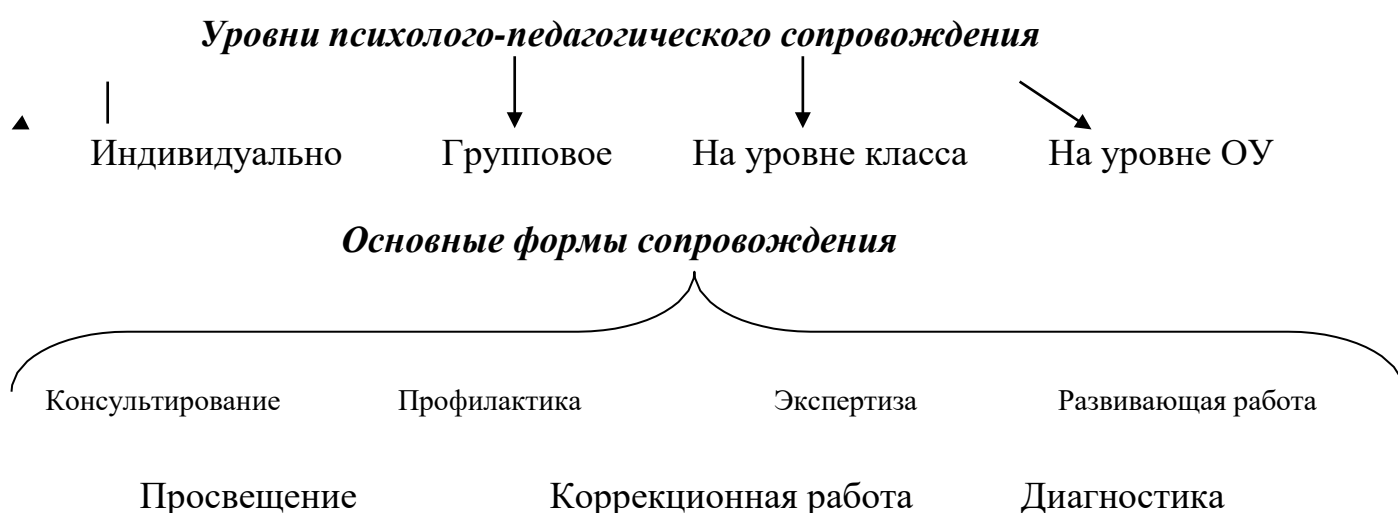 Уровни психолого-педагогического сопровождения
Индивидуально Групповое На уровне класса На уровне ОУ
Основные формы сопровождения
Консультирование Профилактика Экспертиза Развивающая работа
Просвещение Коррекционная работа Диагностика